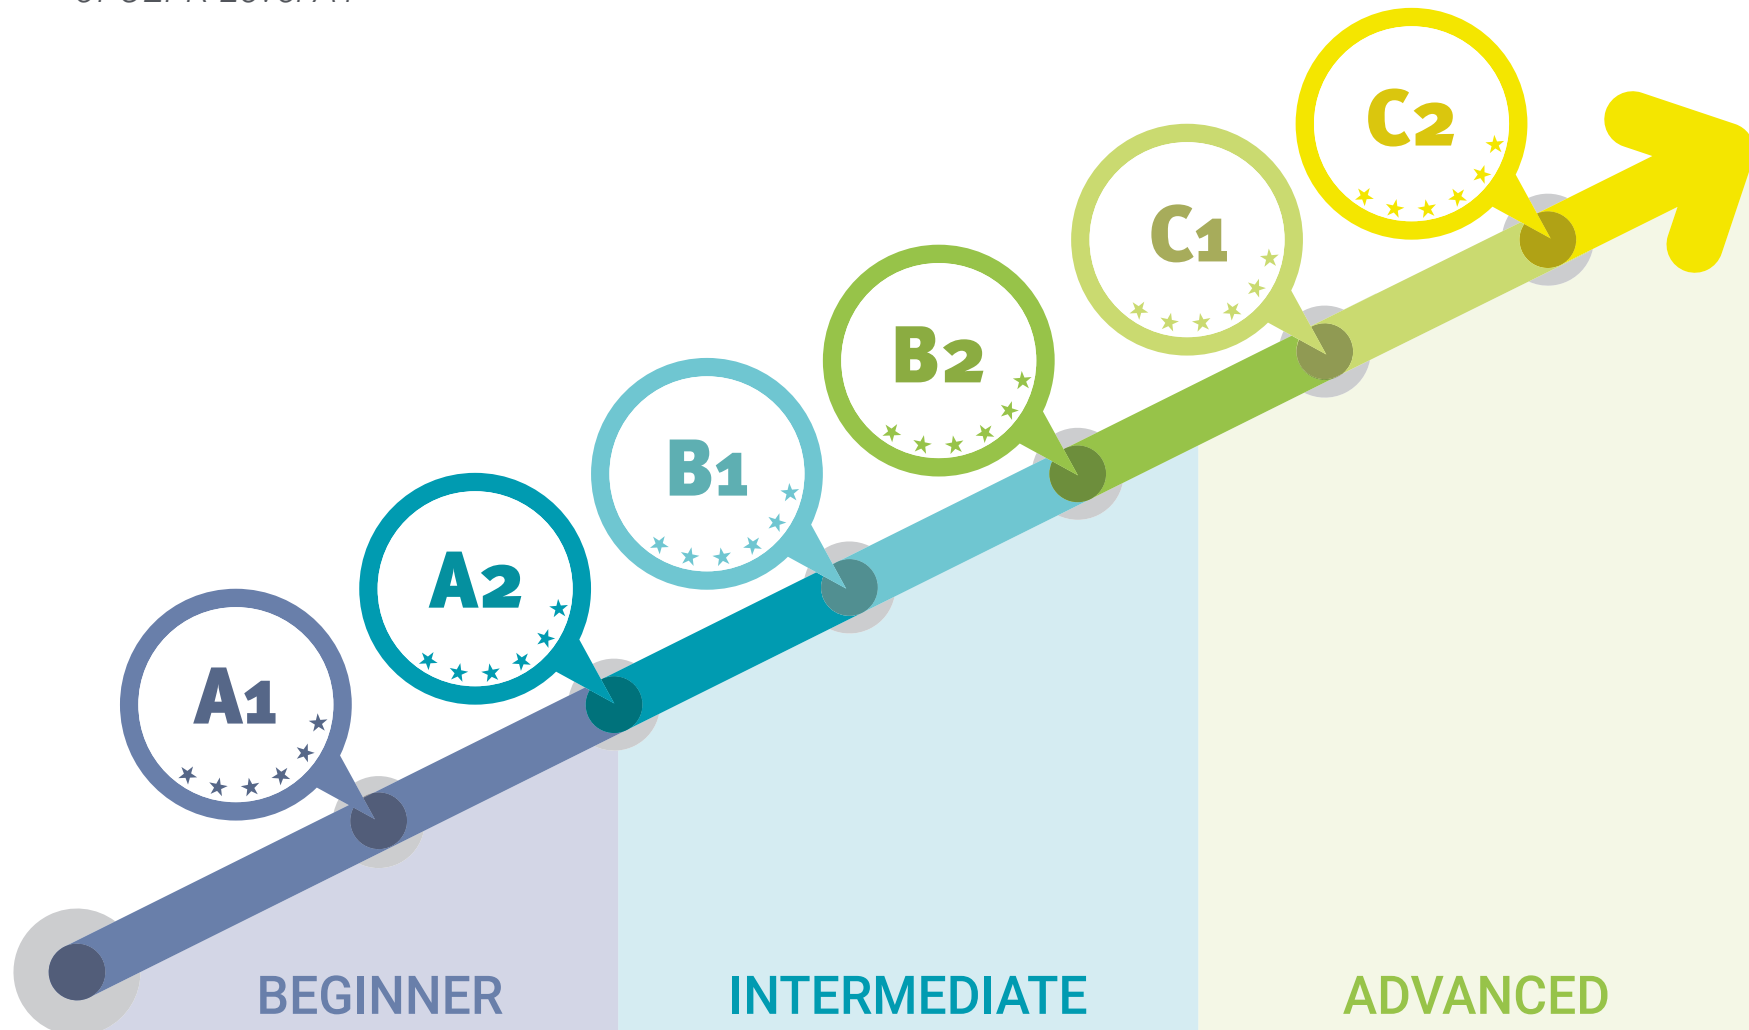 C2
C1
B2
B1
A2
A1
BEGINNER INTERMEDIATE ADVANCED